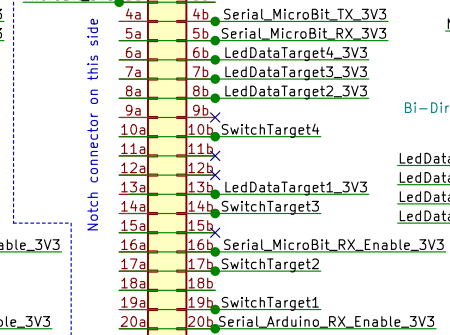 4a 4b Serial_MicroBit_TX_3V3
5a 5b Serial_MicroBit_RX_3V3
6a 6b LedDataTarget4_3V3
7a 7b LedDataTarget3_3V3
8a 8b LedDataTarget2_3V3
9a 9b
10a 10b SwitchTarget4
11a 11b
12a 12b
13a 13b LedDataTarget1_3V3
14a 14b SwitchTarget3
15a 15b
16a 16b Serial_MicroBit_RX_Enable_3V3
17a 17b SwitchTarget2
18a 18b
19a 19b SwitchTarget1
20a 20b Serial_Arduino_RX_Enable_3V3
Notch connector on this side
able_3V3
ole_3V3
Bi-Dir
LedData
LedData
LedData
LedData